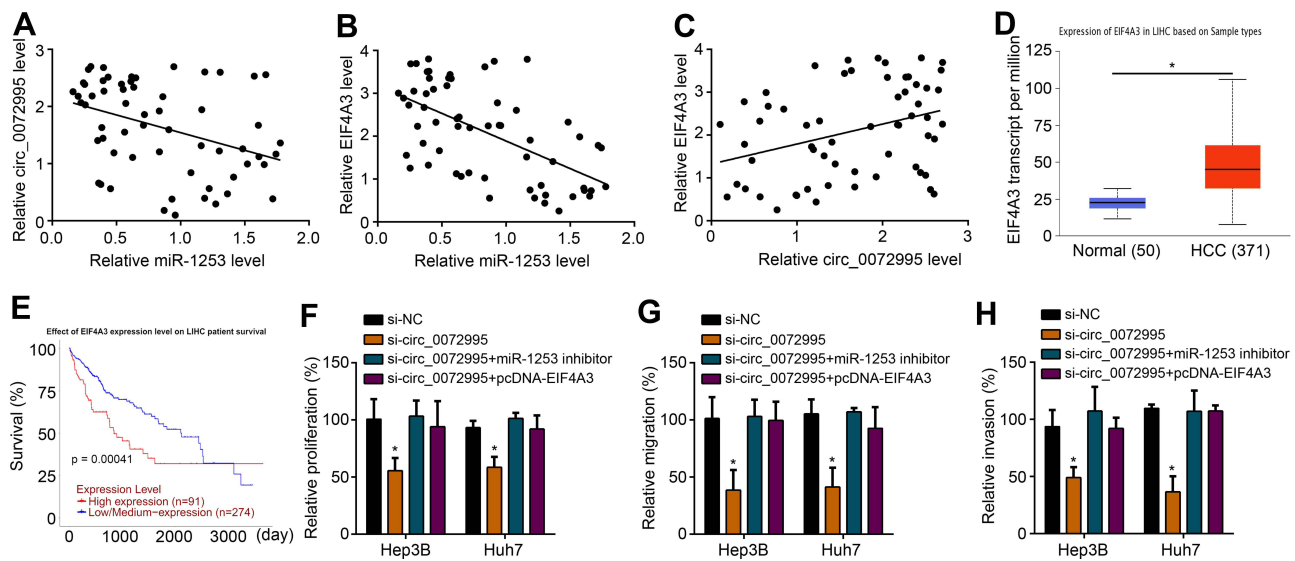 A
Relative circ_0072995 level
3
2
1
0
0.0 0.5 1.0 1.5 2.0
Relative miR-1253 level
B
Relative EIF4A3 level
4
3
2
1
0
0.0 0.5 1.0 1.5 2.0
Relative miR-1253 level
C
Relative EIF4A3 level
4
3
2
1
0
0 1 2 3
Relative circ_0072995 level
D
Expression of EIF4A3 in LIHC based on Sample types
EIF4A3 transcript per million
125
100
75
50
25
0
*
Normal (50) HCC (371)
E
Effect of EIF4A3 expression level on LIHC patient survival
Survival (%)
100
75
50
25
0
p = 0.00041
Expression Level
High expression (n=91)
Low/Medium-expression (n=274)
0 1000 2000 3000 (day)
F
si-NC
si-circ_0072995
si-circ_0072995+miR-1253 inhibitor
si-circ_0072995+pcDNA-EIF4A3
Relative proliferation (%)
150
100
50
0
* *
Hep3B Huh7
G
si-NC
si-circ_0072995
si-circ_0072995+miR-1253 inhibitor
si-circ_0072995+pcDNA-EIF4A3
Relative migration (%)
150
100
50
0
* *
Hep3B Huh7
H
si-NC
si-circ_0072995
si-circ_0072995+miR-1253 inhibitor
si-circ_0072995+pcDNA-EIF4A3
Relative invasion (%)
150
100
50
0
* *
Hep3B Huh7